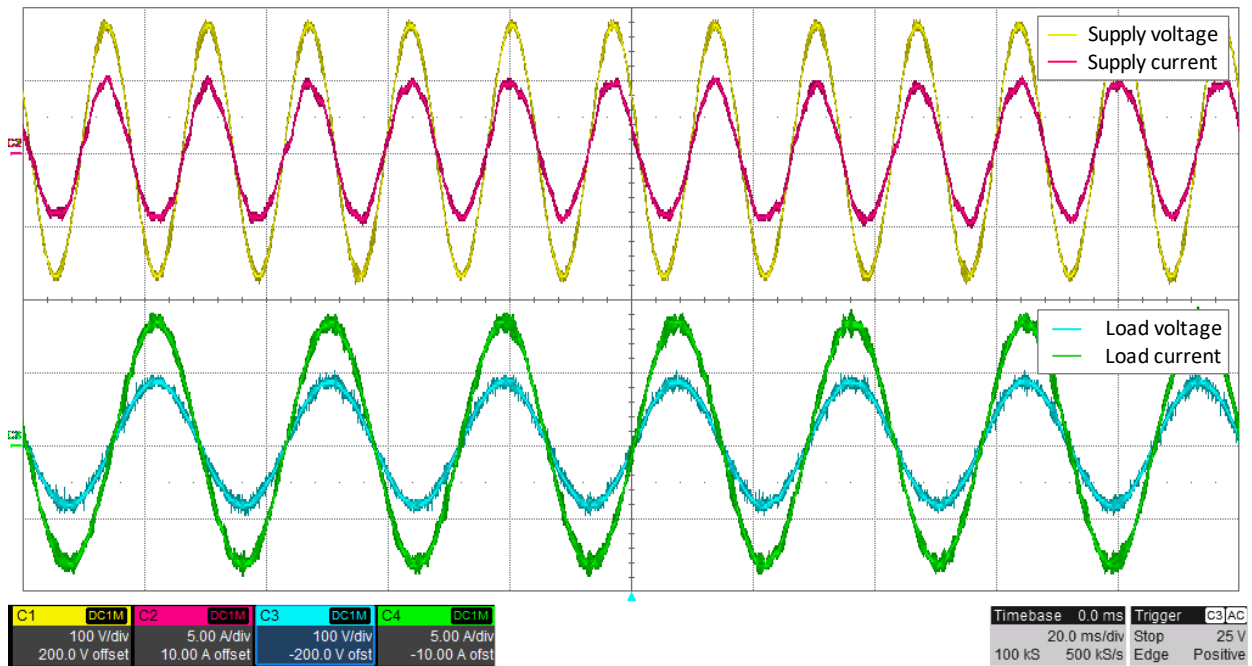 Supply voltage
Supply current
Load voltage
Load current
C1 DC1M
100 V/div
200.0 V offset
C2 DC1M
5.00 A/div
10.00 A offset
C3 DC1M
100 V/div
-200.0 V ofst
C4 DC1M
5.00 A/div
-10.00 A ofst
Timebase 0.0 ms
20.0 ms/div
100 kS 500 kS/s
Trigger C3 AC
Stop 25 V
Edge Positive